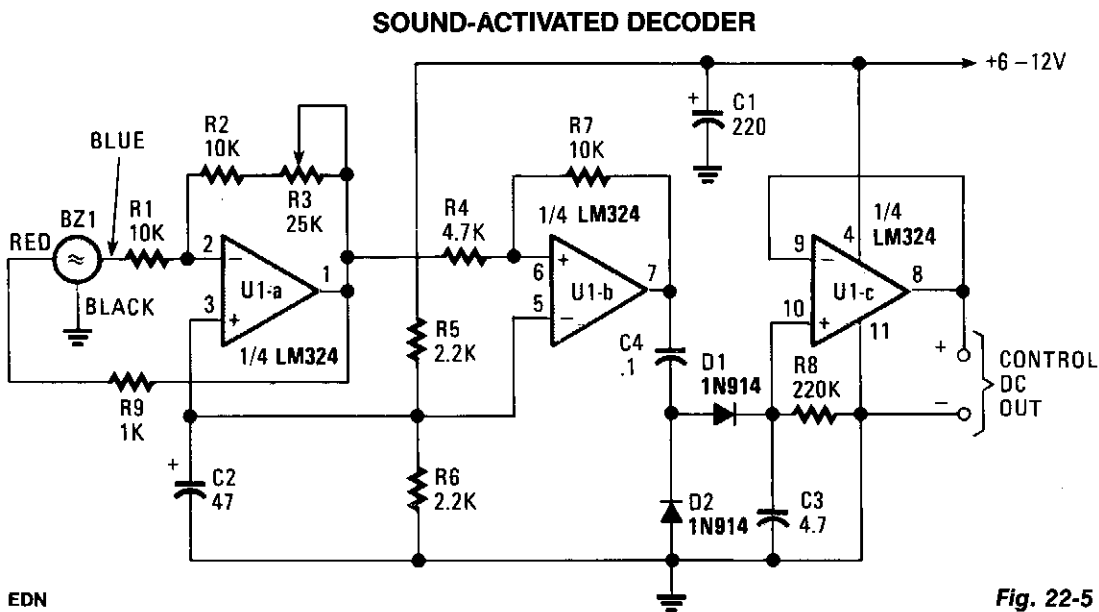 SOUND-ACTIVATED DECODER
+6 –12V
+
C1
220
BLUE
R2
10K
R3
25K
R7
10K
BZ1
RED
R1
10K
BLACK
2
–
3
+
1
U1-a
1/4 LM324
R4
4.7K
1/4 LM324
6
+
5
–
7
U1-b
1/4
LM324
9
–
10
+
4
8
11
U1-c
R9
1K
R5
2.2K
C4
.1
D1
1N914
R8
220K
+
–
CONTROL
DC
OUT
+
C2
47
R6
2.2K
D2
1N914
+
C3
4.7
EDN
Fig. 22-5